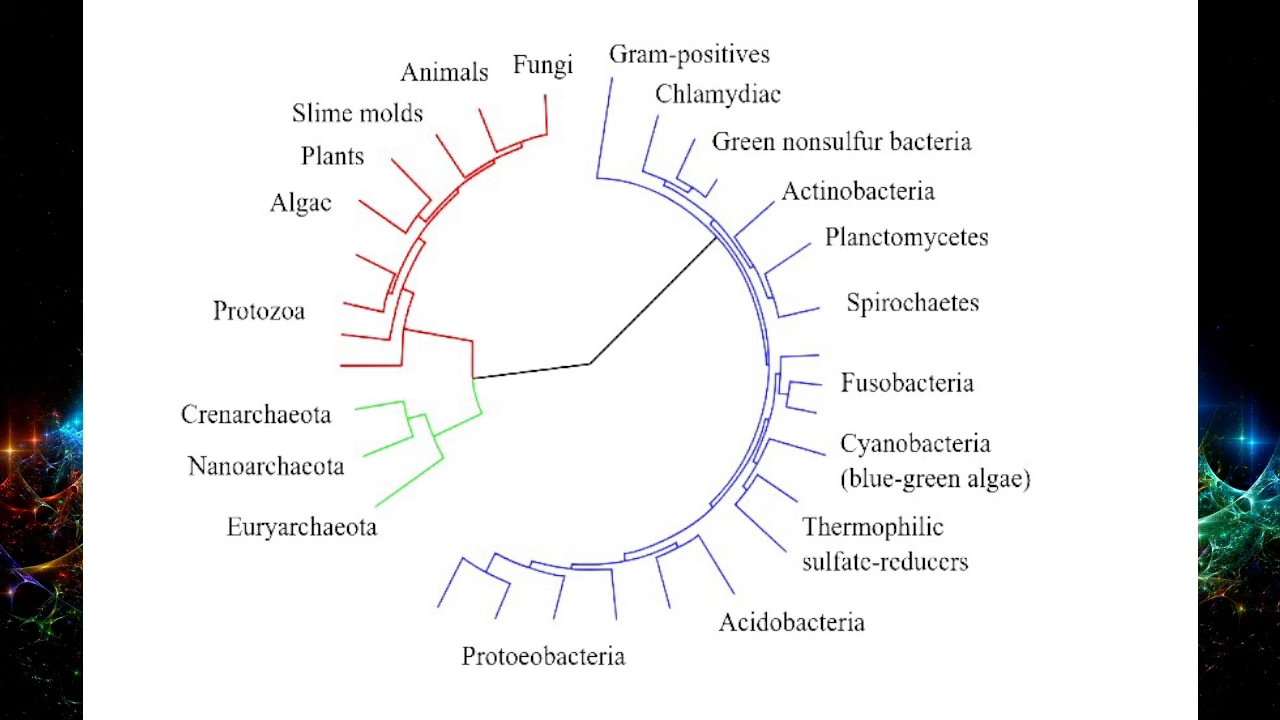 Gram-positives
Fungi
Animals
Chlamydiae
Slime molds
Green nonsulfur bacteria
Plants
Actinobacteria
Algae
Planctomycetes
Spirochaetes
Protozoa
Fusobacteria
Crenarchaeota
Cyanobacteria
(blue-green algae)
Nanoarchaeota
Euryarchaeota
Thermophilic
sulfate-reducers
Acidobacteria
Protoeobacteria